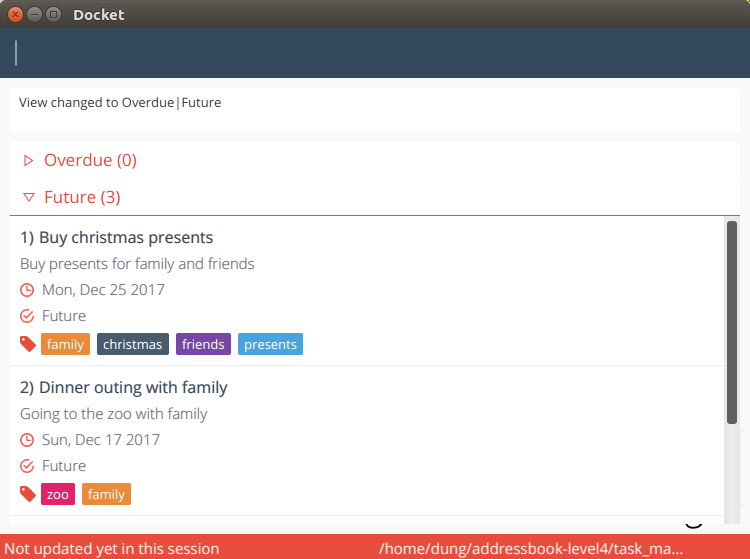 Docket
View changed to Overdue|Future
Overdue (0)
Future (3)
1) Buy christmas presents
Buy presents for family and friends
Mon, Dec 25 2017
Future
family christmas friends presents
2) Dinner outing with family
Going to the zoo with family
Sun, Dec 17 2017
Future
zoo family
Not updated yet in this session /home/dung/addressbook-level4/task_ma...